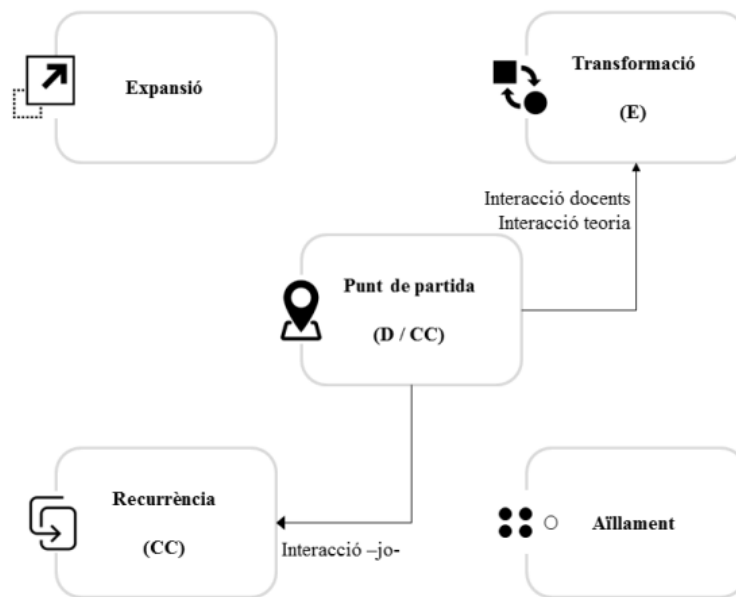 Expansió
Transformació
(E)
Interacció docents
Interacció teoria
Punt de partida
(D / CC)
Recurrència
(CC)
Interacció –jo-
Aïllament